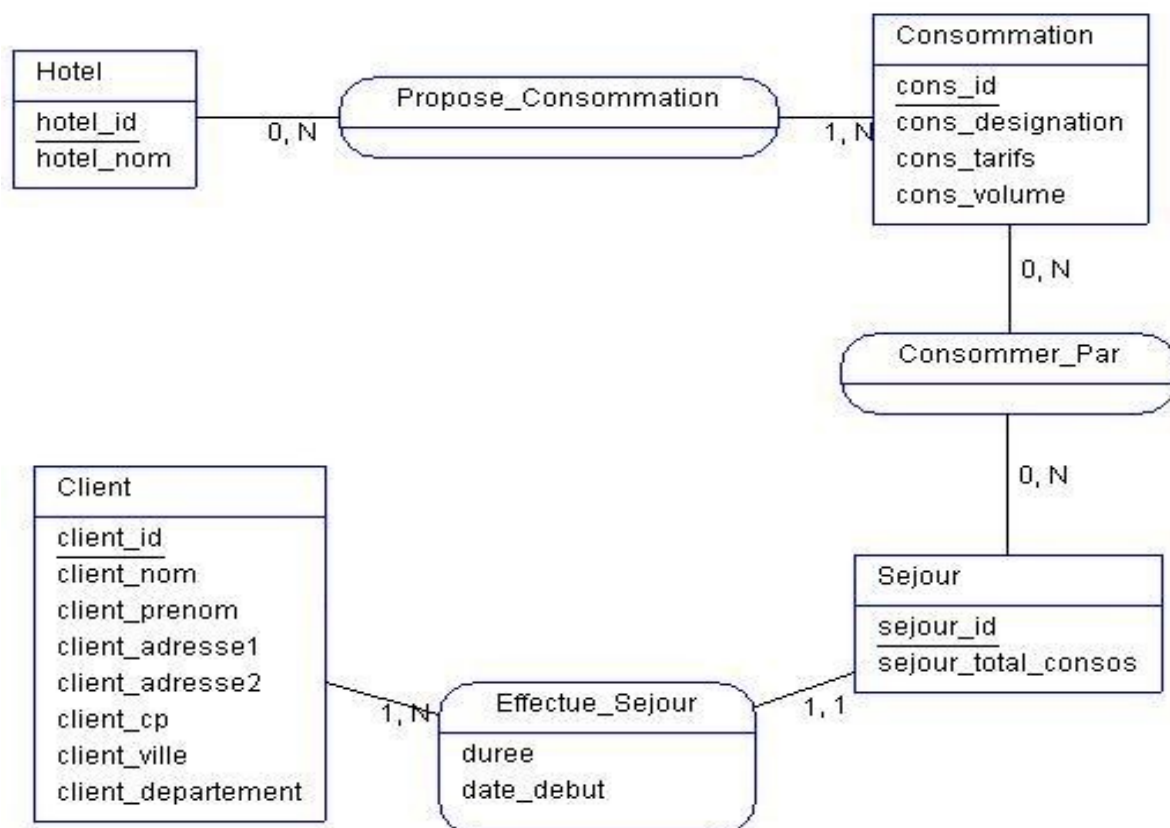 Hotel
hotel_id
hotel_nom
0, N
Propose_Consommation
1, N
Consommation
cons_id
cons_designation
cons_tarifs
cons_volume
0, N
Consommer_Par
0, N
Client
client_id
client_nom
client_prenom
client_adresse1
client_adresse2
client_cp
client_ville
client_departement
1, N
Effectue_Sejour
duree
date_debut
1, 1
Sejour
sejour_id
sejour_total_consos